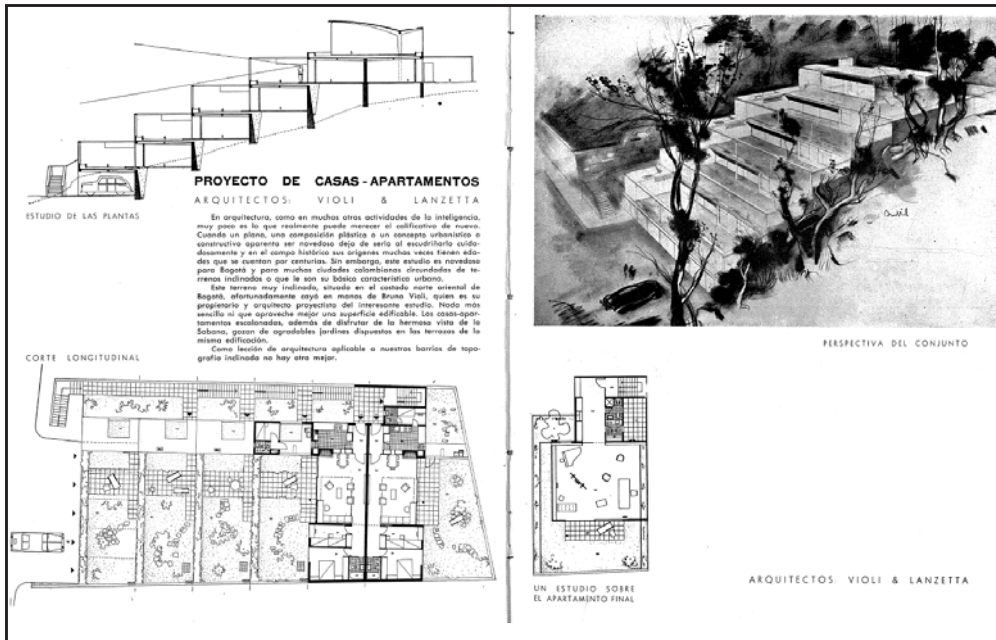 PROYECTO DE CASAS - APARTAMENTOS
ARQUITECTOS: VIOLI & LANZETTA
ESTUDIO DE LAS PLANTAS
En arquitectura, como en muchas otras actividades de la inteligencia,
muy poco es lo que realmente puede merecer el calificativo de nuevo.
Cuando un plano, una composición plástica o un concepto urbanístico o
constructivo aparenta ser novedoso deja de serlo al escudriñarlo cuida-
dosamente y en el campo histórico sus orígenes muchas veces tienen eda-
des que se cuentan por centurias. Sin embargo, este estudio es novedoso
para Bogotá y para muchas ciudades colombianas circundadas de te-
rrenos inclinados o que le son su básica característica urbana.
Este terreno muy inclinado, situado en el costado norte oriental de
Bogotá, afortunadamente cayó en manos de Bruno Violi, quien es su
propietario y arquitecto proyectista del interesante estudio. Nada más
sencillo ni que aproveche mejor una superficie edificable. Las casas-apar-
tamentos escalonadas, además de disfrutar de la hermosa vista de la
Sabana, gozan de agradables jardines dispuestos en las terrazas de la
misma edificación.
Como lección de arquitectura aplicable a nuestros barrios de topo-
grafía inclinada no hay otra mejor.
CORTE LONGITUDINAL
PERSPECTIVA DEL CONJUNTO
UN ESTUDIO SOBRE
EL APARTAMENTO FINAL
ARQUITECTOS: VIOLI & LANZETTA